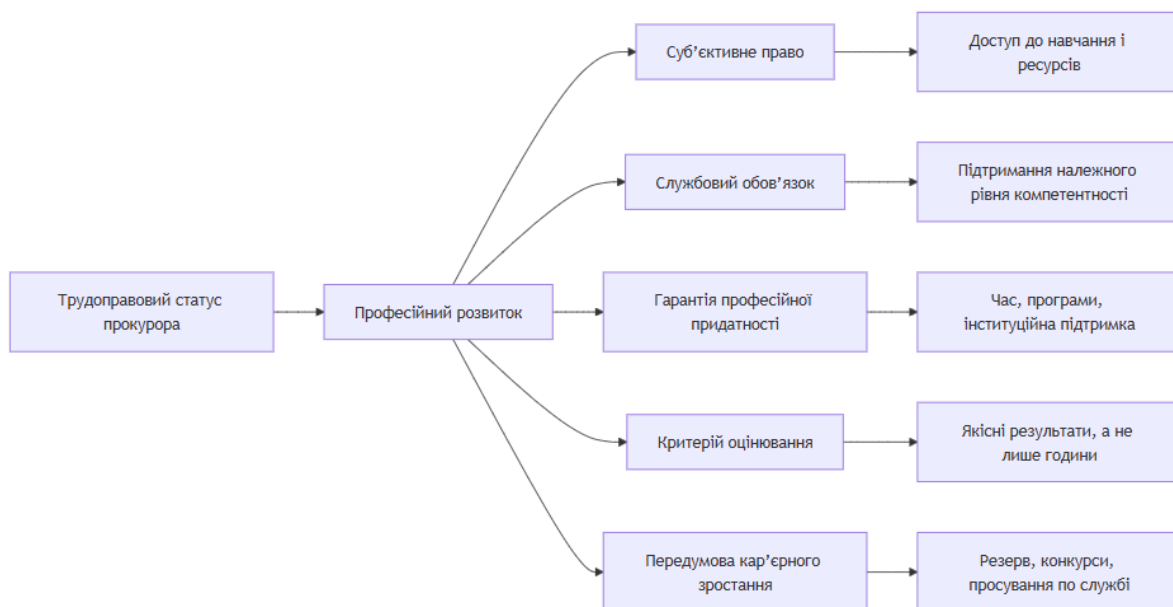 Суб’єктивне право
Доступ до навчання і
ресурсів
Службовий обов’язок
Підтримання належного
рівня компетентності
Трудоправовий статус
прокурора
Професійний розвиток
Гарантія професійної
придатності
Час, програми,
інституційна підтримка
Критерій оцінювання
Якісні результати, а не
лише години
Передумова кар’єрного
зростання
Резерв, конкурси,
просування по службі